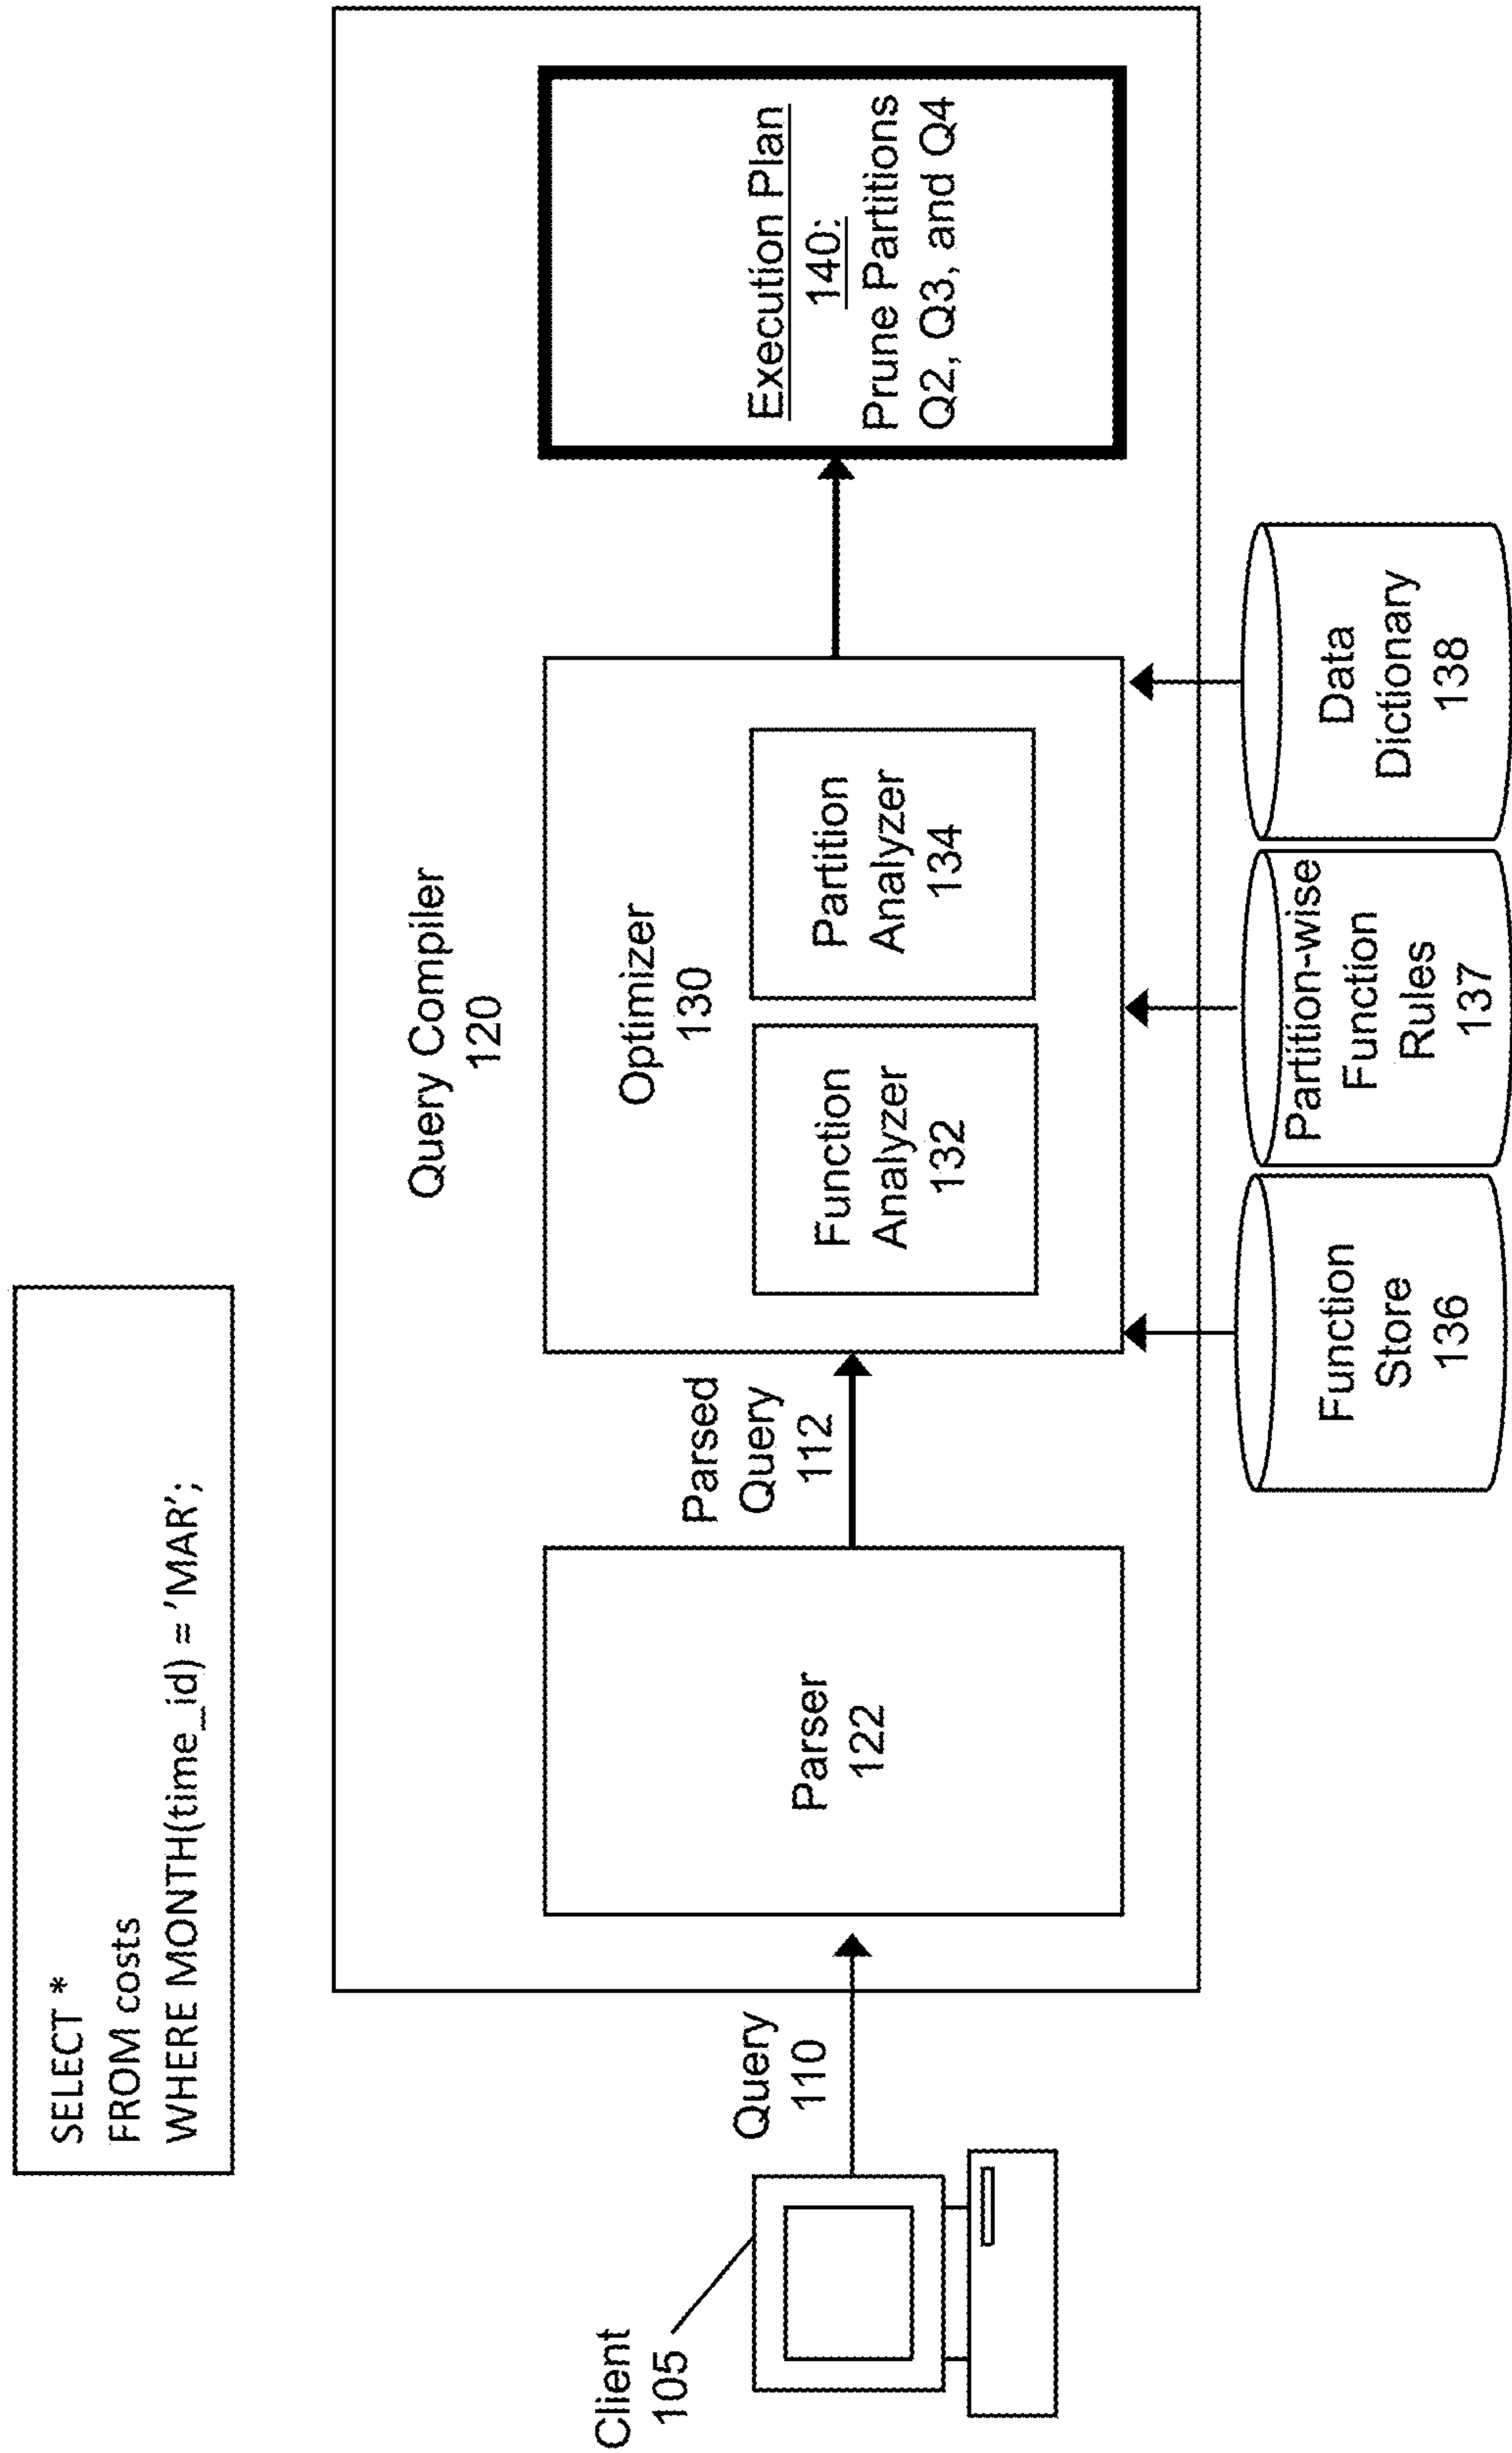 SELECT *
FROM costs
WHERE MONTH(time_id) = 'MAR';
Client
105
Query
110
Query Compiler
120
Parser
122
Parsed
Query
112
Optimizer
130
Function
Analyzer
132
Partition
Analyzer
134
Execution Plan
140:
Prune Partitions
Q2, Q3, and Q4
Function
Store
136
Partition-wise
Function
Rules
137
Data
Dictionary
138